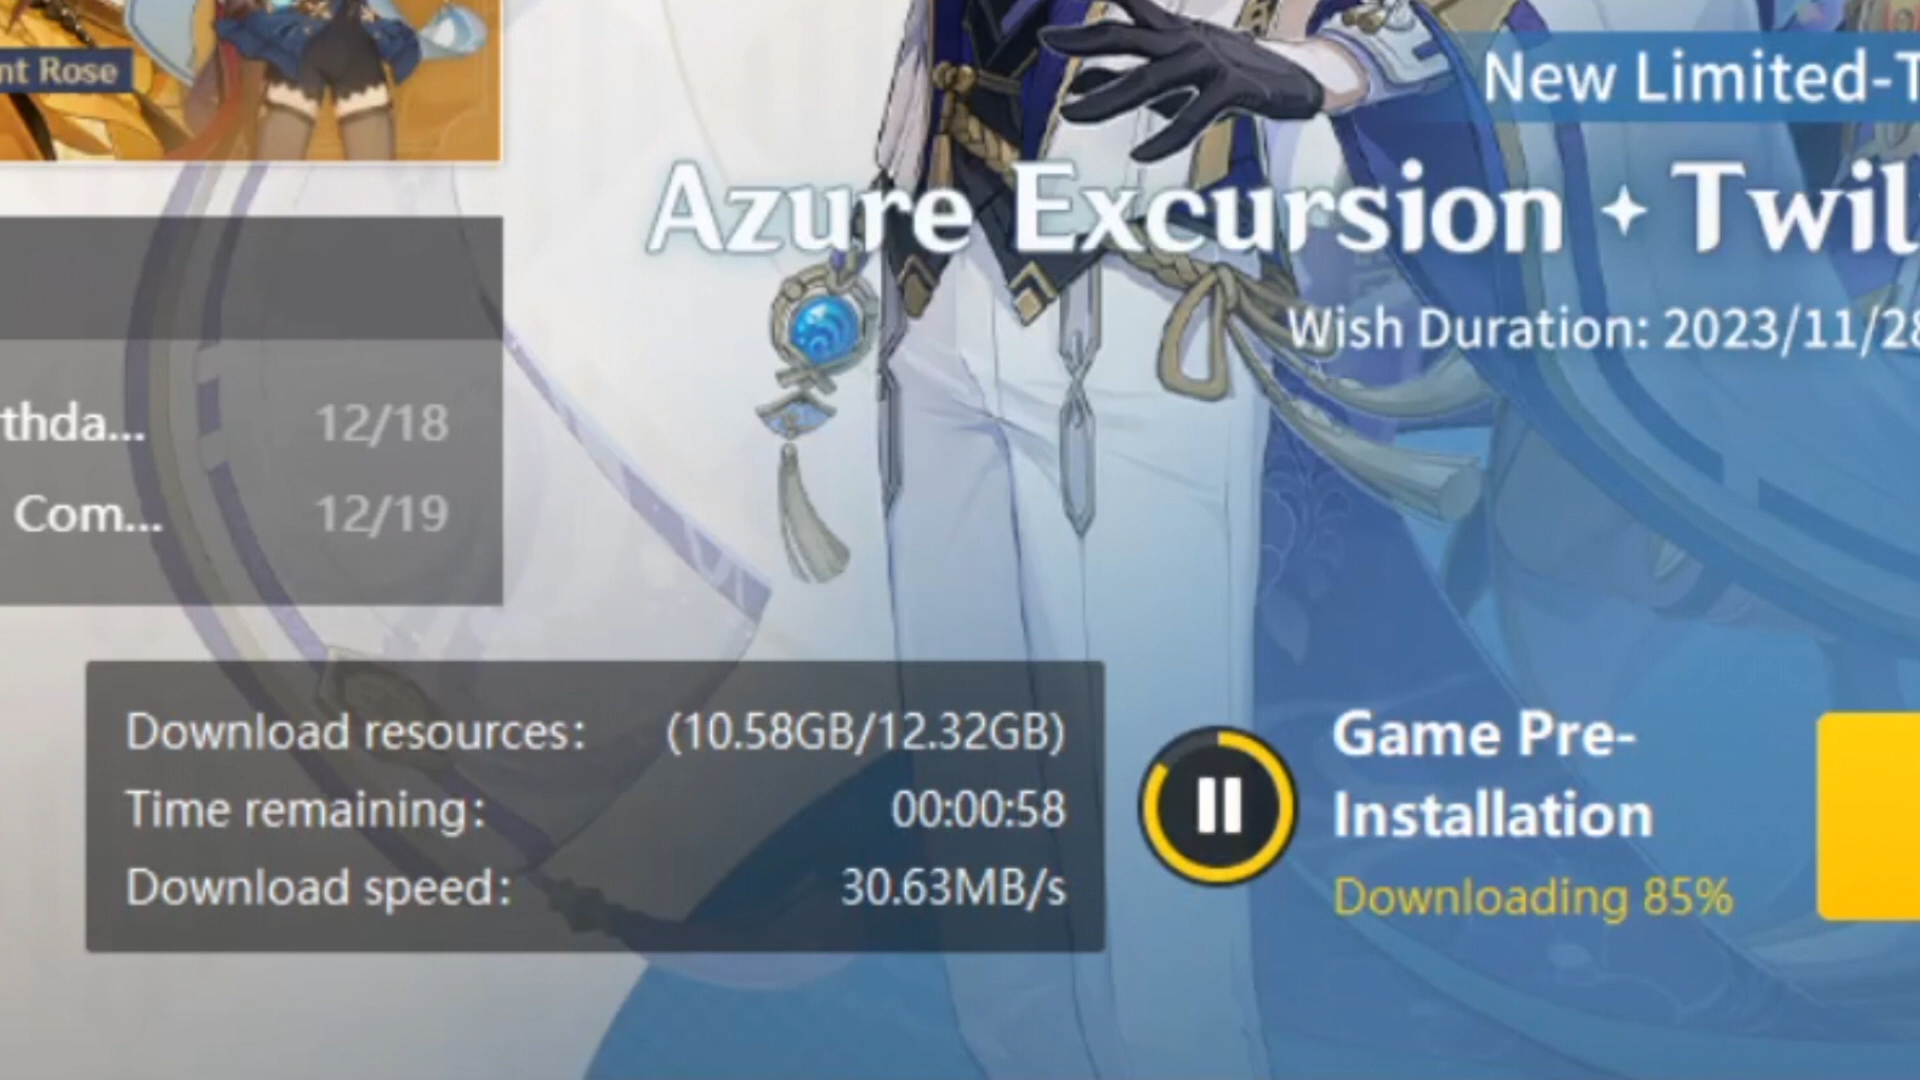 nt Rose
New Limited-T
Azure Excursion ✦ Twil
Wish Duration: 2023/11/28
thda... 12/18
Com... 12/19
Download resources: (10.58GB/12.32GB)
Time remaining: 00:00:58
Download speed: 30.63MB/s
Game Pre-
Installation
Downloading 85%